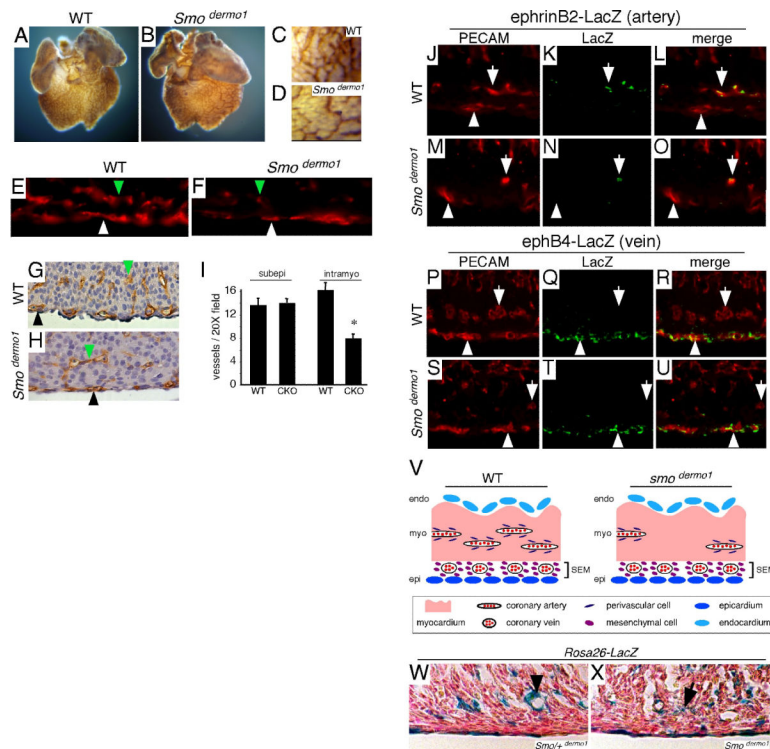 WT
Smo dermo1
A
B
C
WT
D
Smo dermo1
WT
Smo dermo1
E
F
G
WT
H
Smo dermo1
I
subepi
intramyo
16
12
8
4
0
*
vessels / 20X field
WT
CKO
WT
CKO
ephrinB2-LacZ (artery)
PECAM
LacZ
merge
J
K
L
WT
M
N
O
Smo dermo1
ephB4-LacZ (vein)
PECAM
LacZ
merge
P
Q
R
WT
S
T
U
Smo dermo1
V
WT
smo dermo1
endo
endo
myo
myo
SEM
SEM
epi
epi
coronary artery
perivascular cell
epicardium
myocardium
coronary vein
mesenchymal cell
endocardium
Rosa26-LacZ
W
X
Smo/+ dermo1
Smo dermo1